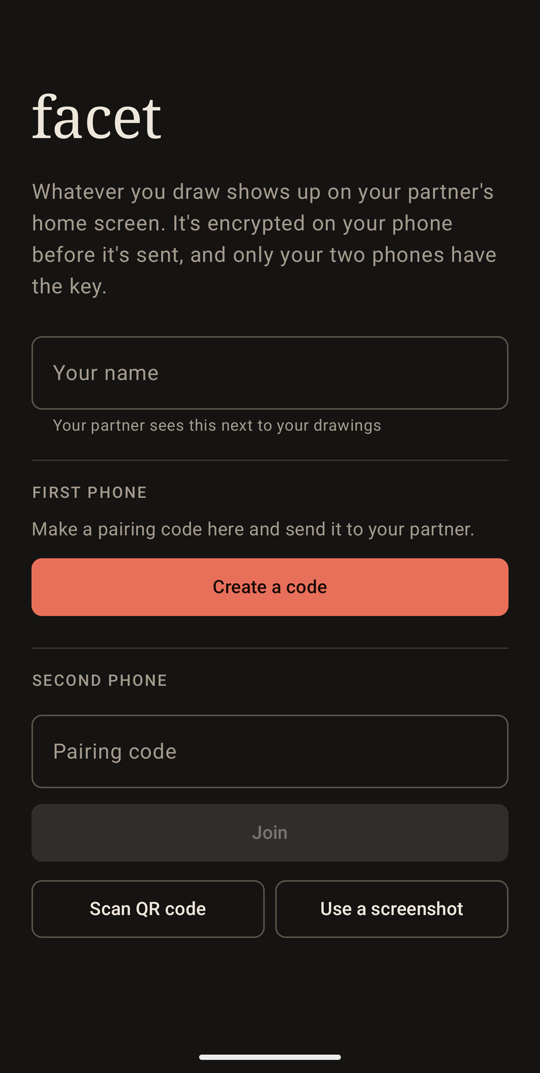 facet
Whatever you draw shows up on your partner's
home screen. It's encrypted on your phone
before it's sent, and only your two phones have
the key.
Your name
Your partner sees this next to your drawings
FIRST PHONE
Make a pairing code here and send it to your partner.
Create a code
SECOND PHONE
Pairing code
Join
Scan QR code
Use a screenshot